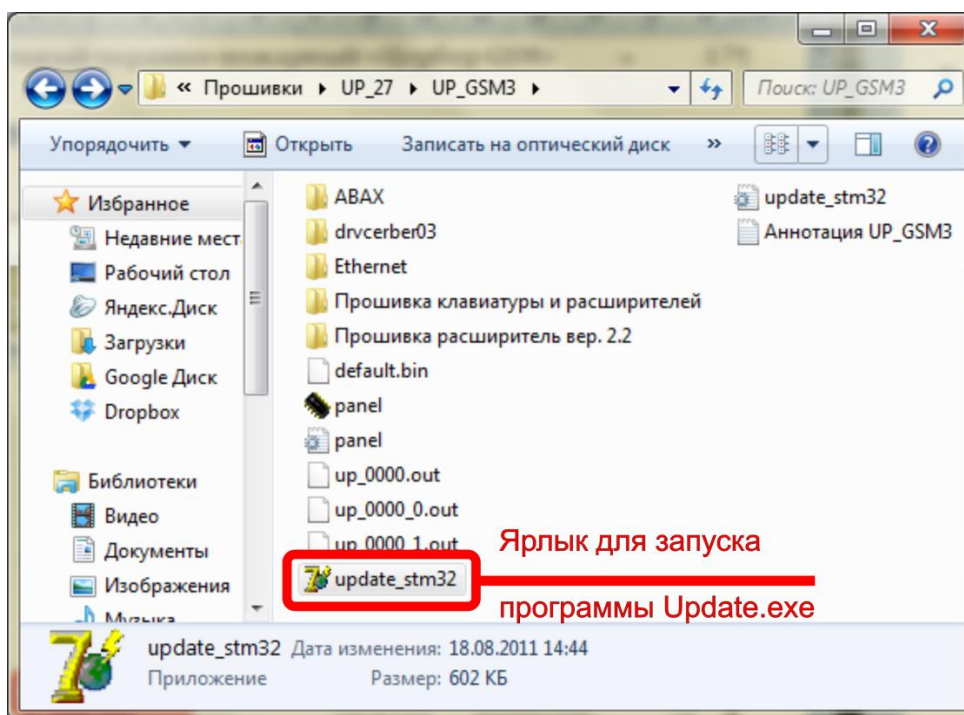 « Прошивки ▸ UP_27 ▸ UP_GSM3 ▸
Поиск: UP_GSM3
Упорядочить ▼ Открыть Записать на оптический диск »
Избранное
Недавние мест
Рабочий стол
Яндекс.Диск
Загрузки
Google Диск
Dropbox
Библиотеки
Видео
Документы
Изображения
Музыка
ABAX
drvcerber03
Ethernet
Прошивка клавиатуры и расширителей
Прошивка расширитель вер. 2.2
default.bin
panel
panel
up_0000.out
up_0000_0.out
up_0000_1.out
update_stm32
update_stm32
Аннотация UP_GSM3
Ярлык для запуска
программы Update.exe
update_stm32 Дата изменения: 18.08.2011 14:44
Приложение Размер: 602 КБ